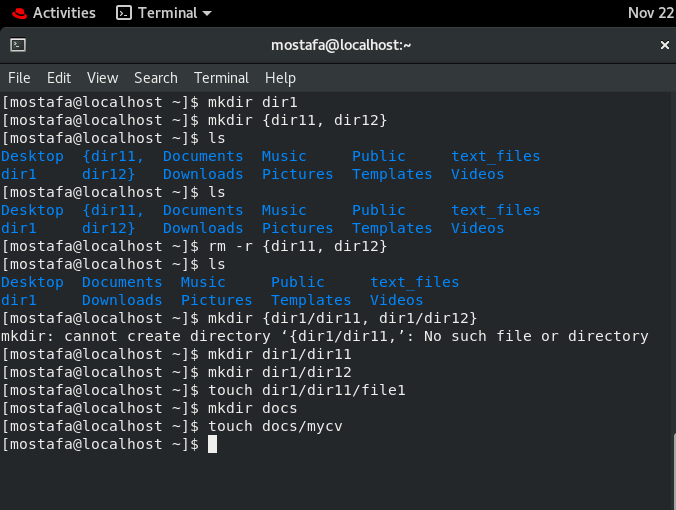 Activities Terminal Nov 22
mostafa@localhost:~ ×
File Edit View Search Terminal Help
[mostafa@localhost ~]$ mkdir dir1
[mostafa@localhost ~]$ mkdir {dir11, dir12}
[mostafa@localhost ~]$ ls
Desktop  {dir11,  Documents  Music     Public     text_files
dir1     dir12}   Downloads  Pictures  Templates  Videos
[mostafa@localhost ~]$ ls
Desktop  {dir11,  Documents  Music     Public     text_files
dir1     dir12}   Downloads  Pictures  Templates  Videos
[mostafa@localhost ~]$ rm -r {dir11, dir12}
[mostafa@localhost ~]$ ls
Desktop  Documents  Music     Public     text_files
dir1     Downloads  Pictures  Templates  Videos
[mostafa@localhost ~]$ mkdir {dir1/dir11, dir1/dir12}
mkdir: cannot create directory ‘{dir1/dir11,’: No such file or directory
[mostafa@localhost ~]$ mkdir dir1/dir11
[mostafa@localhost ~]$ mkdir dir1/dir12
[mostafa@localhost ~]$ touch dir1/dir11/file1
[mostafa@localhost ~]$ mkdir docs
[mostafa@localhost ~]$ touch docs/mycv
[mostafa@localhost ~]$